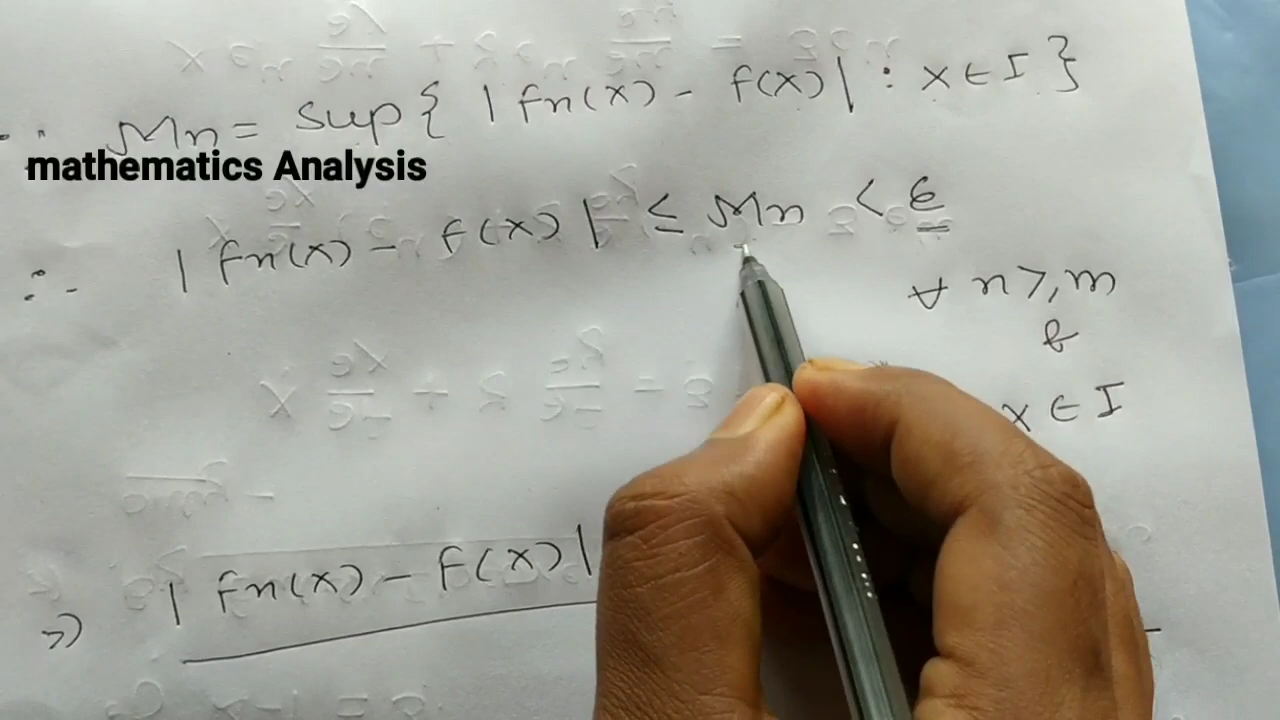 ∵ Mn = Sup{ | fn(x) - f(x) | : x ∈ I }
mathematics Analysis
∴ | fn(x) - f(x) | ≤ Mn < ε
∀ n ≥, m
&
x ∈ I
⇒ | fn(x) - f(x) |